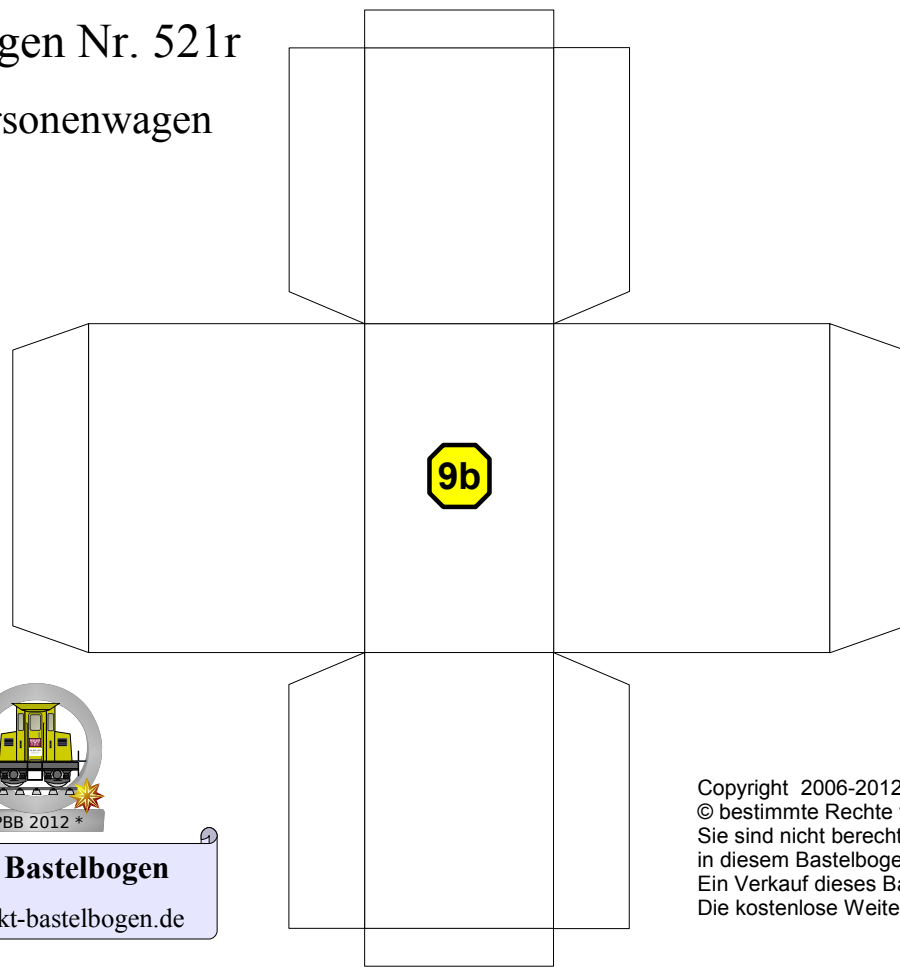 gen Nr. 521r
rsonenwagen
9b
PBB 2012 *
Bastelbogen
kt-bastelbogen.de
Copyright  2006-2012
© bestimmte Rechte
Sie sind nicht berecht
in diesem Bastelboge
Ein Verkauf dieses Ba
Die kostenlose Weite